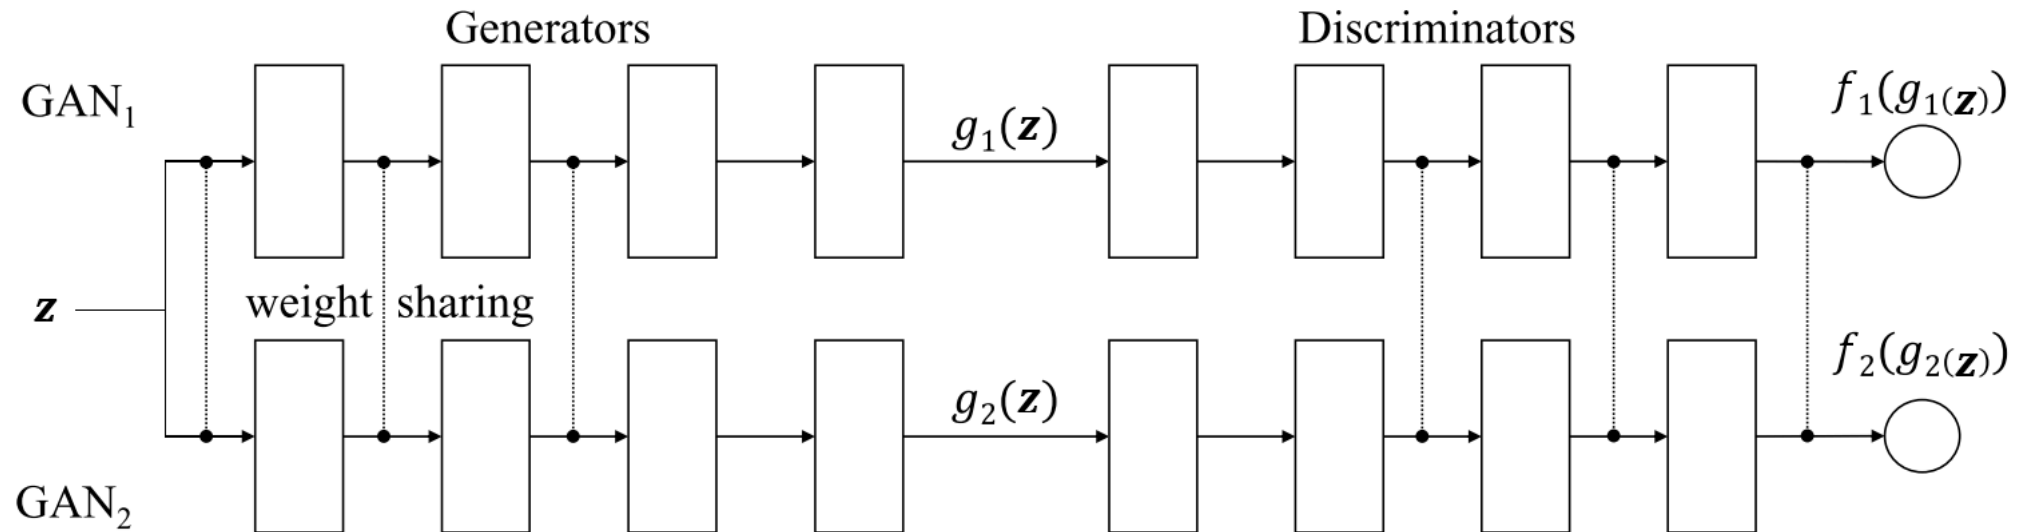 Generators
Discriminators
GAN₁
f₁(g₁(z))
g₁(z)
weight sharing
z
f₂(g₂(z))
g₂(z)
GAN₂